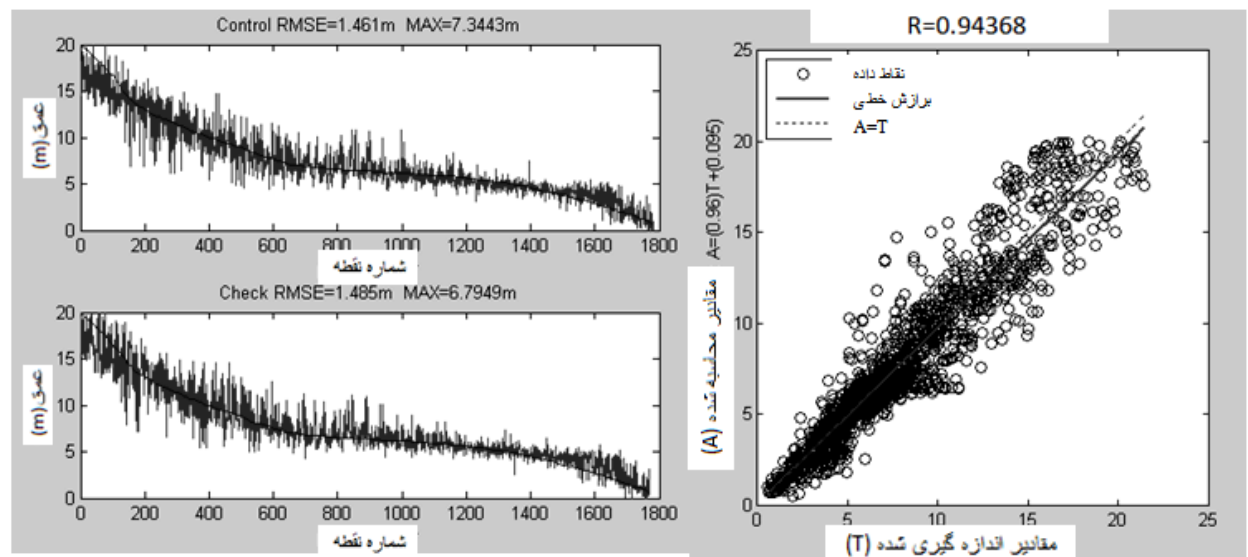 Control RMSE=1.461m MAX=7.3443m
20
15
10
5
0
عمق(m)
0 200 400 600 800 1000 1200 1400 1600 1800
شماره نقطه
Check RMSE=1.485m MAX=6.7949m
20
15
10
5
0
عمق(m)
0 200 400 600 800 1000 1200 1400 1600 1800
شماره نقطه
R=0.94368
نقاط داده
برازش خطی
A=T
A=(0.96)T+(0.095)
مقادیر محاسبه شده (A)
25
20
15
10
5
0
0 5 10 15 20 25
مقادیر اندازه گیری شده (T)